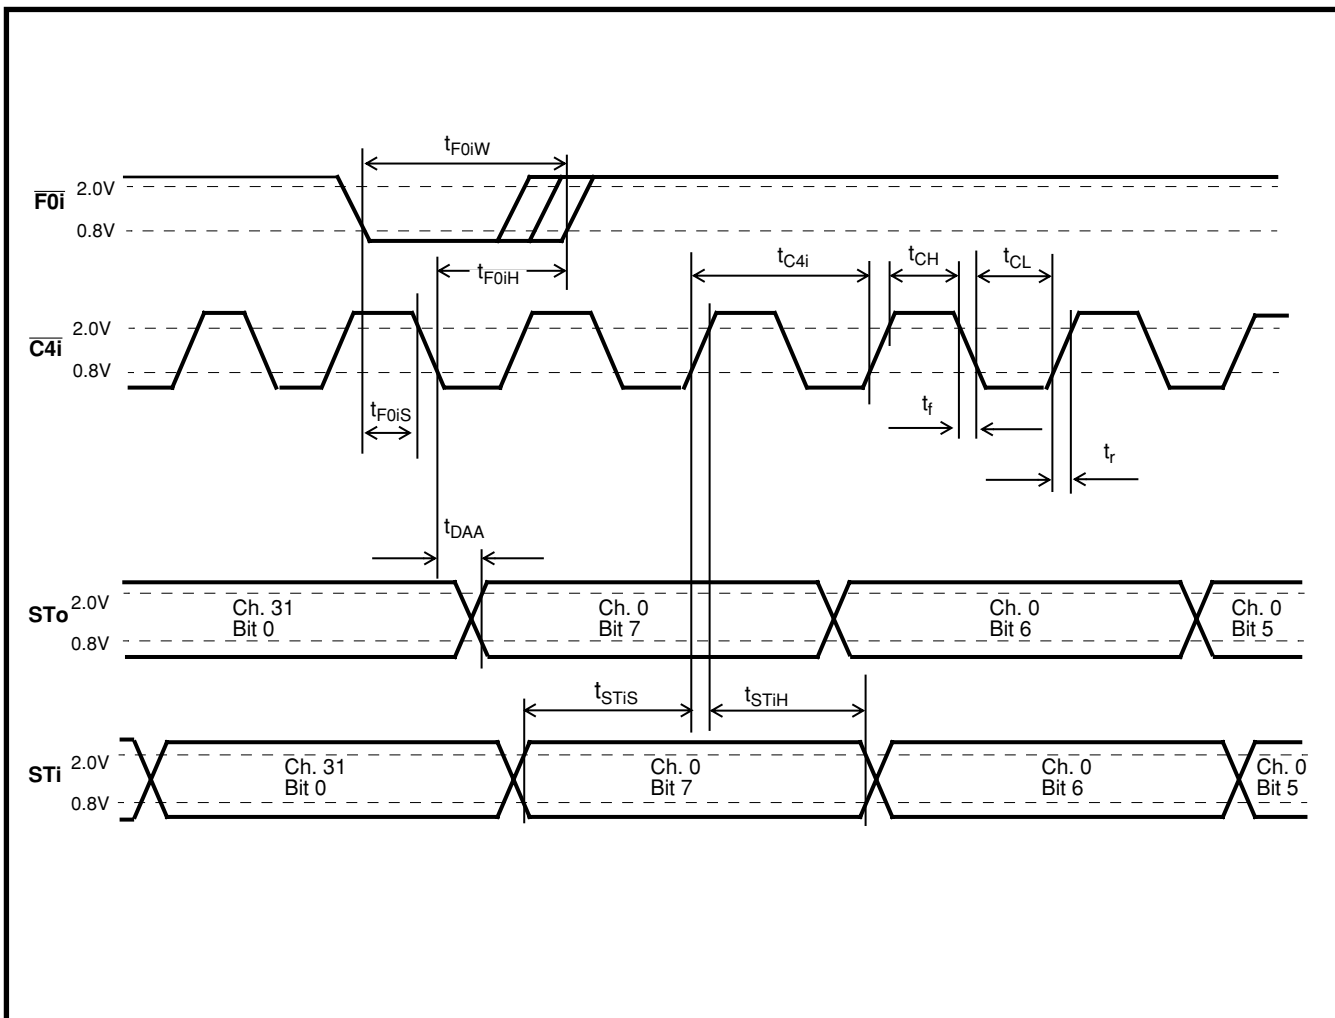 tF0iW
F0i 2.0V
0.8V
tF0iH
tC4i
tCH
tCL
C4i 2.0V
0.8V
tF0iS
tf
tr
tDAA
STo 2.0V
0.8V
Ch. 31
Bit 0
Ch. 0
Bit 7
Ch. 0
Bit 6
Ch. 0
Bit 5
tSTiS
tSTiH
STi 2.0V
0.8V
Ch. 31
Bit 0
Ch. 0
Bit 7
Ch. 0
Bit 6
Ch. 0
Bit 5